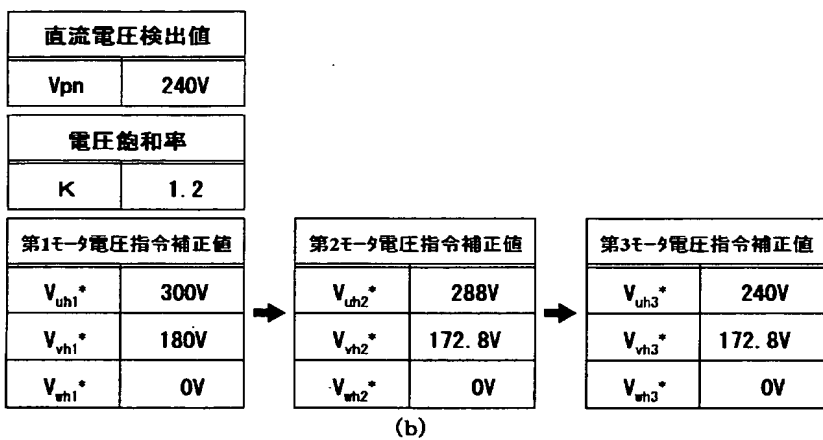 直流電圧検出値
Vpn 240V
電圧飽和率
K 1.2
第1モータ電圧指令補正値
Vuh1* 300V
Vvh1* 180V
Vwh1* 0V
第2モータ電圧指令補正値
Vuh2* 288V
Vvh2* 172.8V
Vwh2* 0V
第3モータ電圧指令補正値
Vuh3* 240V
Vvh3* 172.8V
Vwh3* 0V
(b)